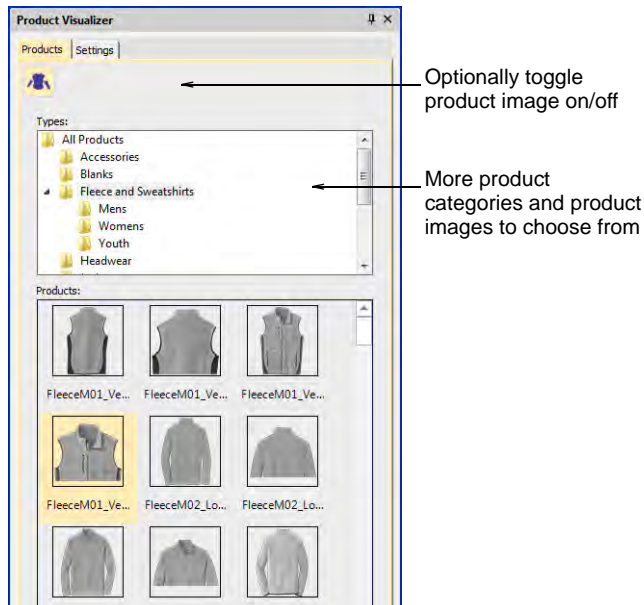 Product Visualizer
Products
Settings
Optionally toggle
product image on/off
Types:
All Products
Accessories
Blanks
Fleece and Sweatshirts
Mens
Womens
Youth
Headwear
More product
categories and product
images to choose from
Products:
FleeceM01_Ve... FleeceM01_Ve... FleeceM01_Ve...
FleeceM01_Ve... FleeceM02_Lo... FleeceM02_Lo...